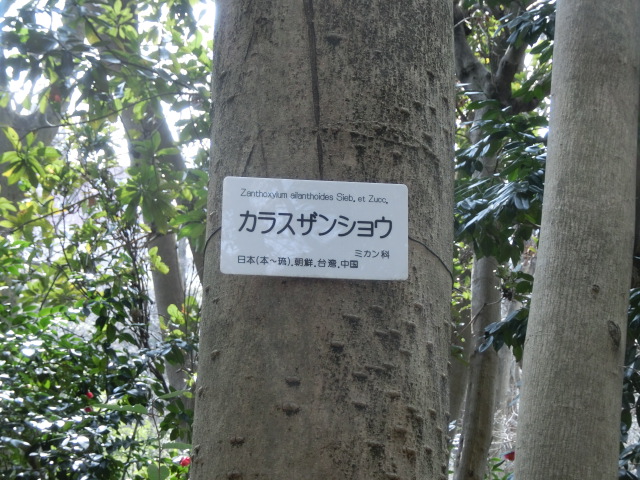 Zanthoxylum ailanthoides Sieb. et Zucc.
カラスザンショウ
ミカン科
日本(本〜琉).朝鮮.台湾.中国